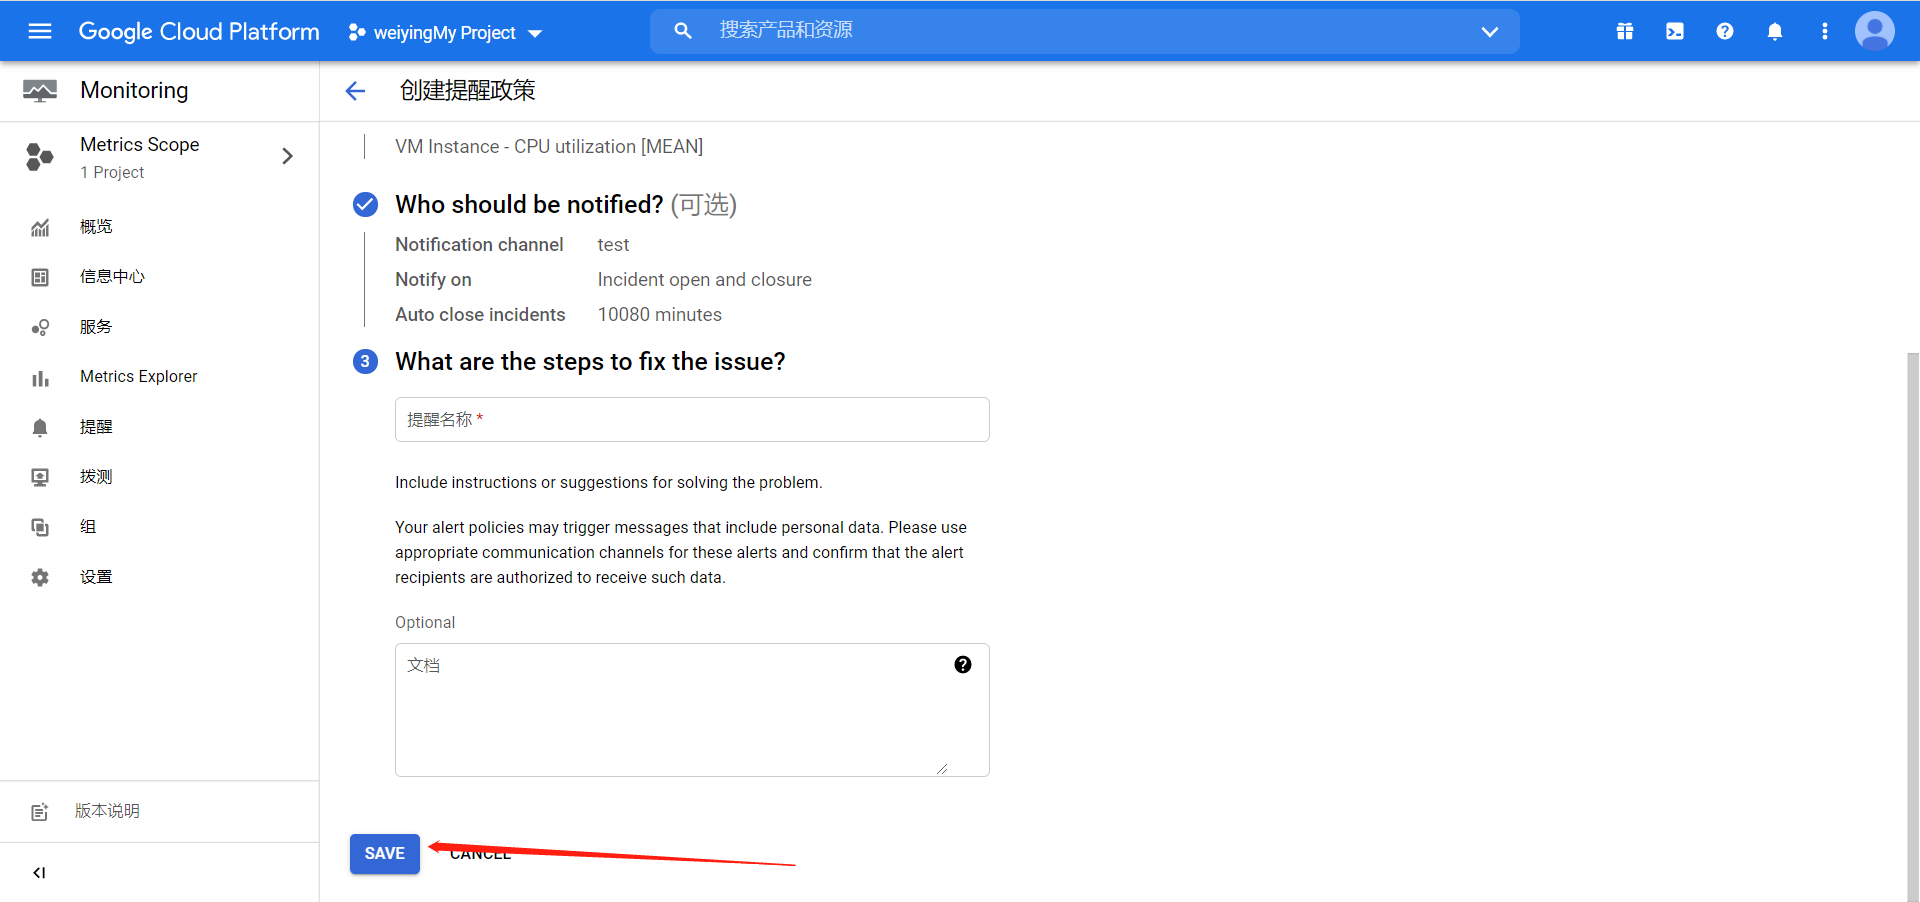 Google Cloud Platform
weiyingMy Project
搜索产品和资源
Monitoring
创建提醒政策
Metrics Scope
1 Project
概览
信息中心
服务
Metrics Explorer
提醒
拨测
组
设置
版本说明
VM Instance - CPU utilization [MEAN]
Who should be notified? (可选)
Notification channel test
Notify on Incident open and closure
Auto close incidents 10080 minutes
3 What are the steps to fix the issue?
提醒名称 *
Include instructions or suggestions for solving the problem.
Your alert policies may trigger messages that include personal data. Please use
appropriate communication channels for these alerts and confirm that the alert
recipients are authorized to receive such data.
Optional
文档
SAVE CANCEL